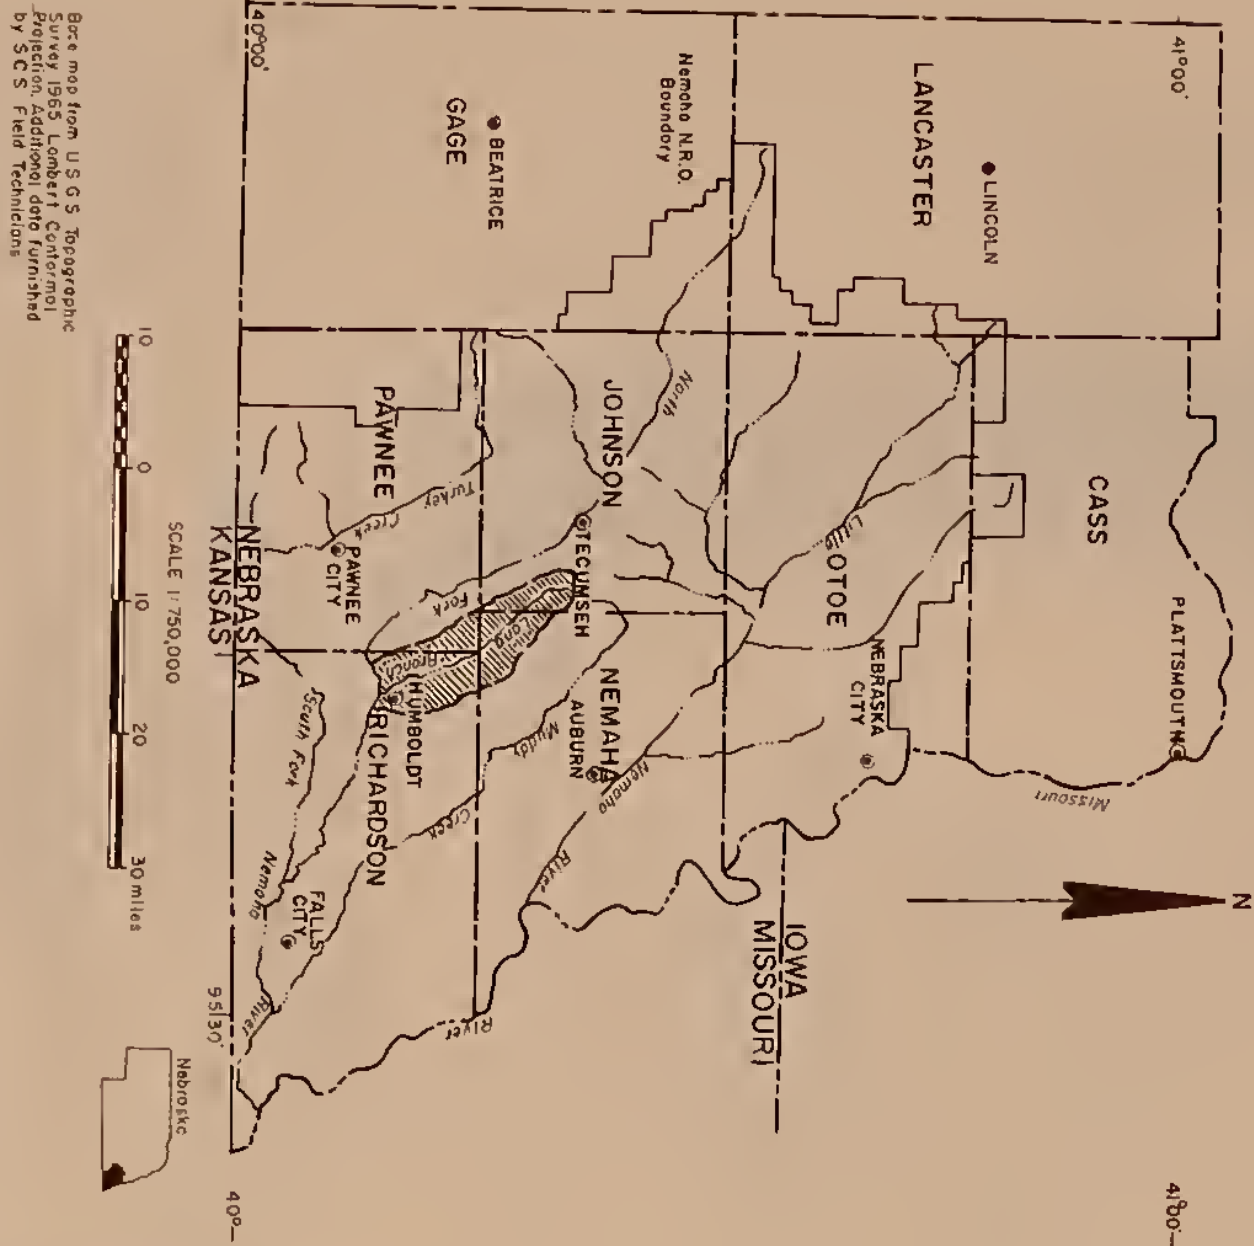 41°00'
41°00'
N
LANCASTER
LINCOLN
CASS
PLATTSMOUTH
Missouri
Nemaha N.R.D.
Boundary
Little
OTOE
NEBRASKA
CITY
IOWA
MISSOURI
GAGE
BEATRICE
North
JOHNSON
TECUMSEH
NEMAHA
AUBURN
Nemaha
River
Muddy
Creek
River
PAWNEE
Turkey
Creek
PAWNEE
CITY
Fork
Long
Branch
HUMBOLDT
RICHARDSON
South Fork
Nemaha
River
FALLS
CITY
40°00'
NEBRASKA
KANSAS
95°30'
40°
SCALE 1:750,000
10 0 10 20 30 miles
Nebraska
Base map from U S G S Topographic
Survey 1965 Lambert Conformal
Projection. Additional data furnished
by S C S Field Technicians